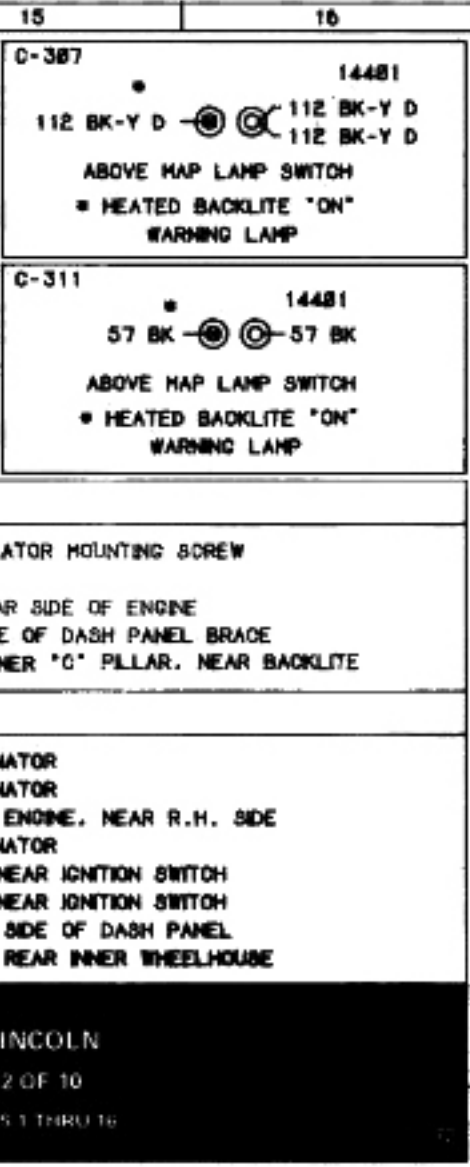 15 16
C-307
14401
112 BK-Y D 112 BK-Y D
112 BK-Y D
ABOVE MAP LAMP SWITCH
* HEATED BACKLITE "ON"
WARNING LAMP
C-311
14401
57 BK 57 BK
ABOVE MAP LAMP SWITCH
* HEATED BACKLITE "ON"
WARNING LAMP
ATOR MOUNTING SCREW
AR SIDE OF ENGINE
E OF DASH PANEL BRACE
NER "C" PILLAR, NEAR BACKLITE
NATOR
NATOR
ENGINE, NEAR R.H. SIDE
NATOR
NEAR IGNITION SWITCH
NEAR IGNITION SWITCH
SIDE OF DASH PANEL
REAR INNER WHEELHOUSE
INCOLN
2 OF 10
S 1 THRU 16